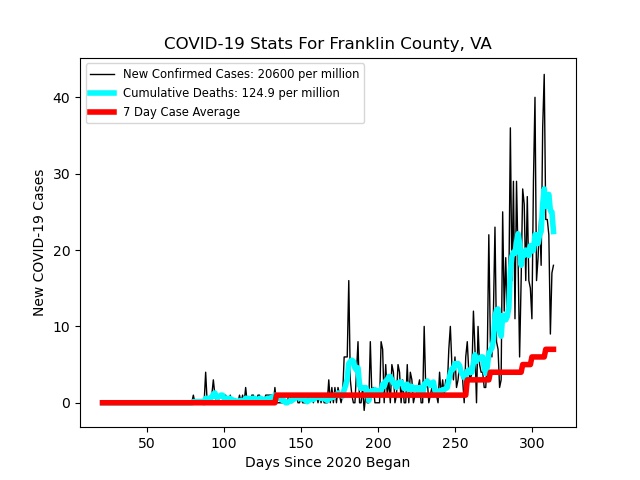 COVID-19 Stats For Franklin County, VA
New Confirmed Cases: 20600 per million
Cumulative Deaths: 124.9 per million
7 Day Case Average
40
30
20
10
0
New COVID-19 Cases
50 100 150 200 250 300
Days Since 2020 Began